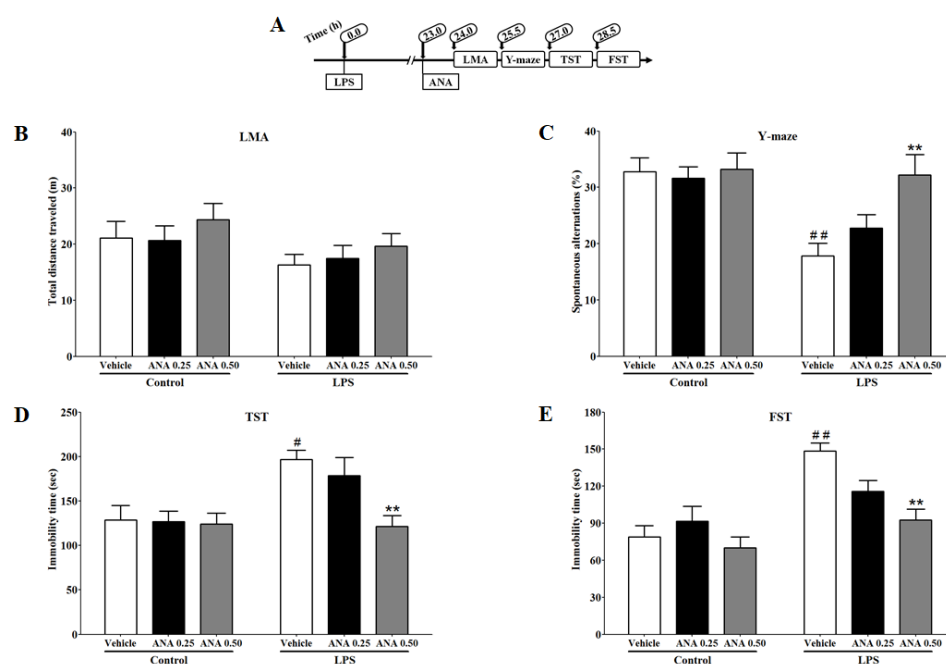 A
Time (h) 0.0 23.0 24.0 25.5 27.0 28.5
LMA Y-maze TST FST
LPS ANA
B
LMA
Total distance traveled (m)
40
30
20
10
0
Vehicle ANA 0.25 ANA 0.50 Vehicle ANA 0.25 ANA 0.50
Control LPS
C
Y-maze
Spontaneous alternations (%)
40
30
20
10
0
# #
**
Vehicle ANA 0.25 ANA 0.50 Vehicle ANA 0.25 ANA 0.50
Control LPS
D
TST
Immobility time (sec)
250
200
150
100
50
0
#
**
Vehicle ANA 0.25 ANA 0.50 Vehicle ANA 0.25 ANA 0.50
Control LPS
E
FST
Immobility time (sec)
180
150
120
90
60
30
0
# #
**
Vehicle ANA 0.25 ANA 0.50 Vehicle ANA 0.25 ANA 0.50
Control LPS